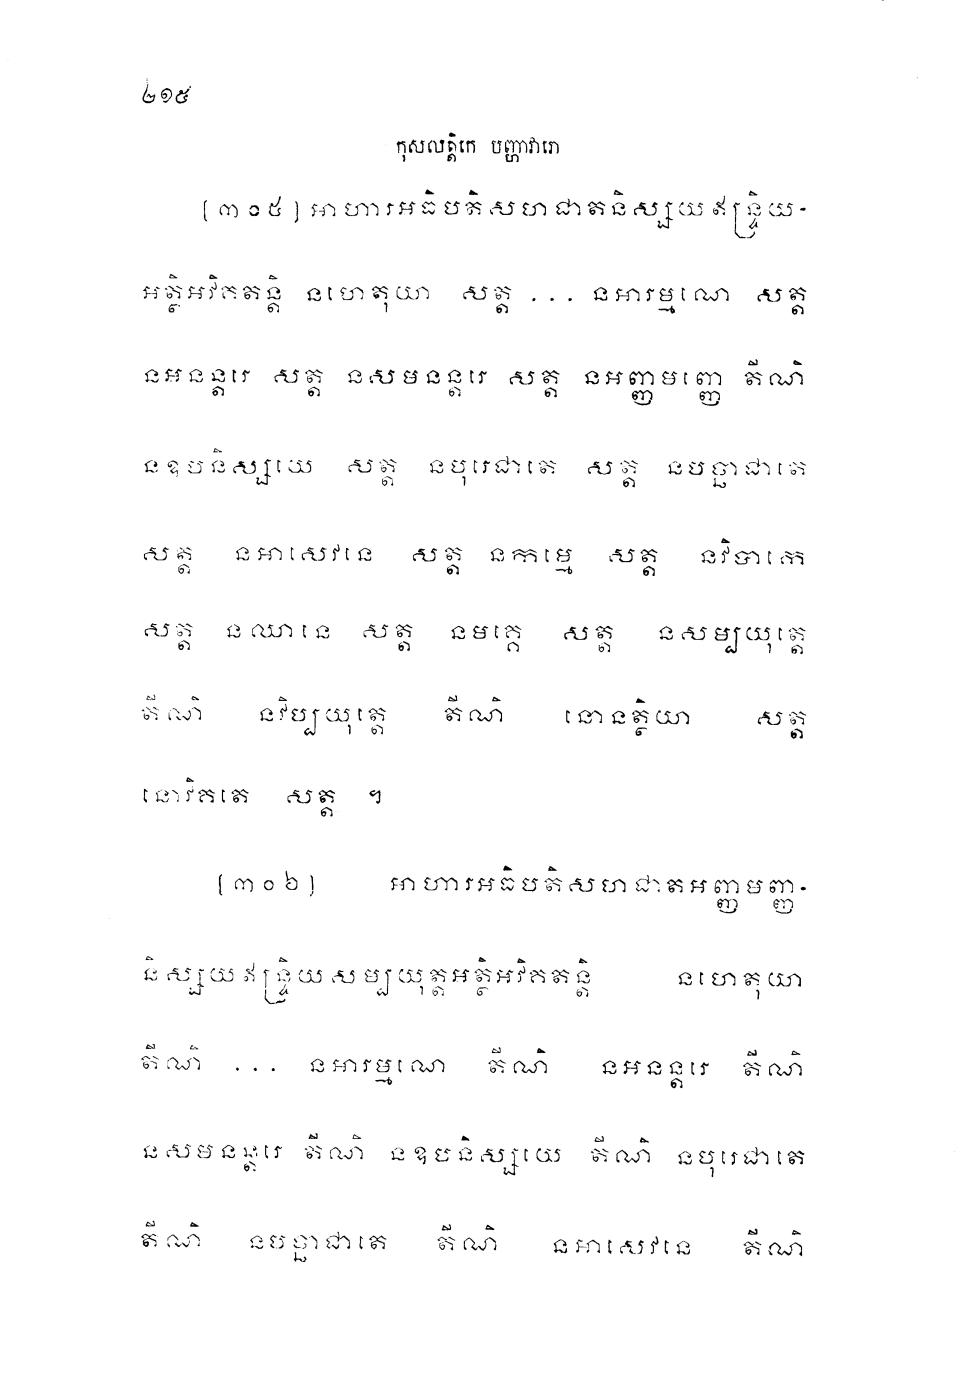 ២១៥
កុសលត្តិកេ បញ្ហាវារោ
[៣០៥] អាហារអធិបតិសហជាតនិស្សយឥន្ទ្រិយ-
អត្ថិអវិគតន្តិ នហេតុយា សត្ត ... នអារម្មណេ សត្ត
នអនន្តរេ សត្ត នសមនន្តរេ សត្ត នអញ្ញមញ្ញេ តីណិ
នឧបនិស្សយេ សត្ត នបុរេជាតេ សត្ត នបច្ឆាជាតេ
សត្ត នអាសេវនេ សត្ត នកម្មេ សត្ត នវិបាកេ
សត្ត នឈានេ សត្ត នមគ្គេ សត្ត នសម្បយុត្តេ
តីណិ នវិប្បយុត្តេ តីណិ នោនត្ថិយា សត្ត
នោវិគតេ សត្ត ។
[៣០៦] អាហារអធិបតិសហជាតអញ្ញមញ្ញ-
និស្សយឥន្ទ្រិយសម្បយុត្តអត្ថិអវិគតន្តិ នហេតុយា
តីណិ ... នអារម្មណេ តីណិ នអនន្តរេ តីណិ
នសមនន្តរេ តីណិ នឧបនិស្សយេ តីណិ នបុរេជាតេ
តីណិ នបច្ឆាជាតេ តីណិ នអាសេវនេ តីណិ